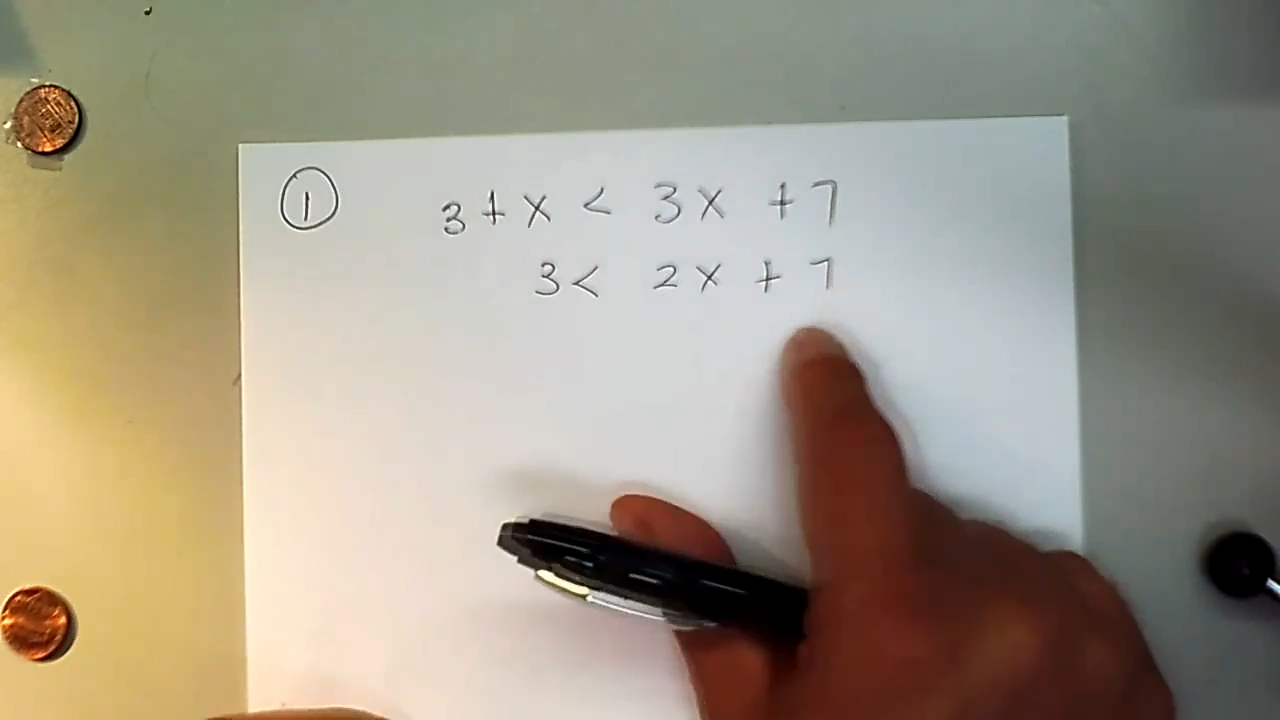 ① 3+x < 3x +7
3 < 2x + 7